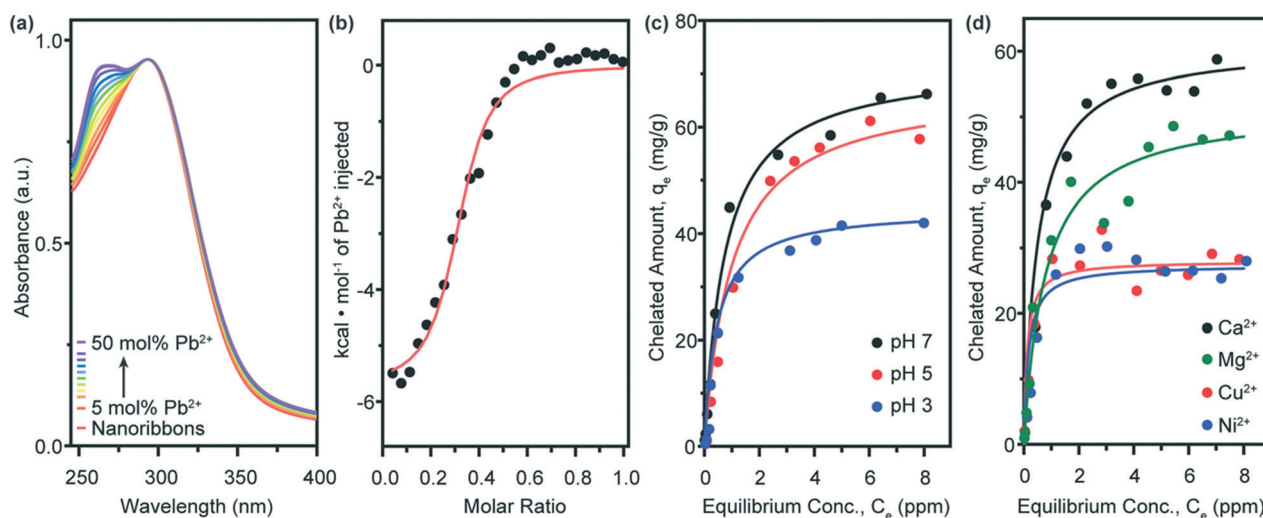 (a)
1.0
0.5
0.0
Absorbance (a.u.)
50 mol% Pb²⁺
5 mol% Pb²⁺
Nanoribbons
250 300 350 400
Wavelength (nm)
(b)
0
-2
-4
-6
kcal • mol⁻¹ of Pb²⁺ injected
0.0 0.2 0.4 0.6 0.8 1.0
Molar Ratio
(c)
80
60
40
20
0
Chelated Amount, qₑ (mg/g)
pH 7
pH 5
pH 3
0 2 4 6 8
Equilibrium Conc., Cₑ (ppm)
(d)
60
40
20
0
Chelated Amount, qₑ (mg/g)
Ca²⁺
Mg²⁺
Cu²⁺
Ni²⁺
0 2 4 6 8
Equilibrium Conc., Cₑ (ppm)